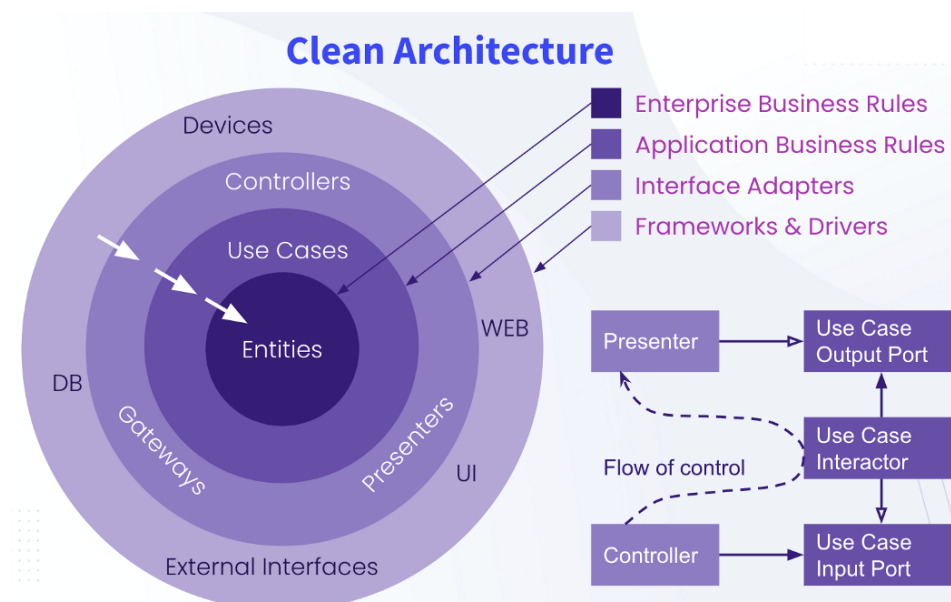 Clean Architecture
Devices
Controllers
Use Cases
Entities
WEB
DB
Gateways
Presenters
UI
External Interfaces
Enterprise Business Rules
Application Business Rules
Interface Adapters
Frameworks & Drivers
Presenter
Use Case
Output Port
Use Case
Interactor
Flow of control
Controller
Use Case
Input Port